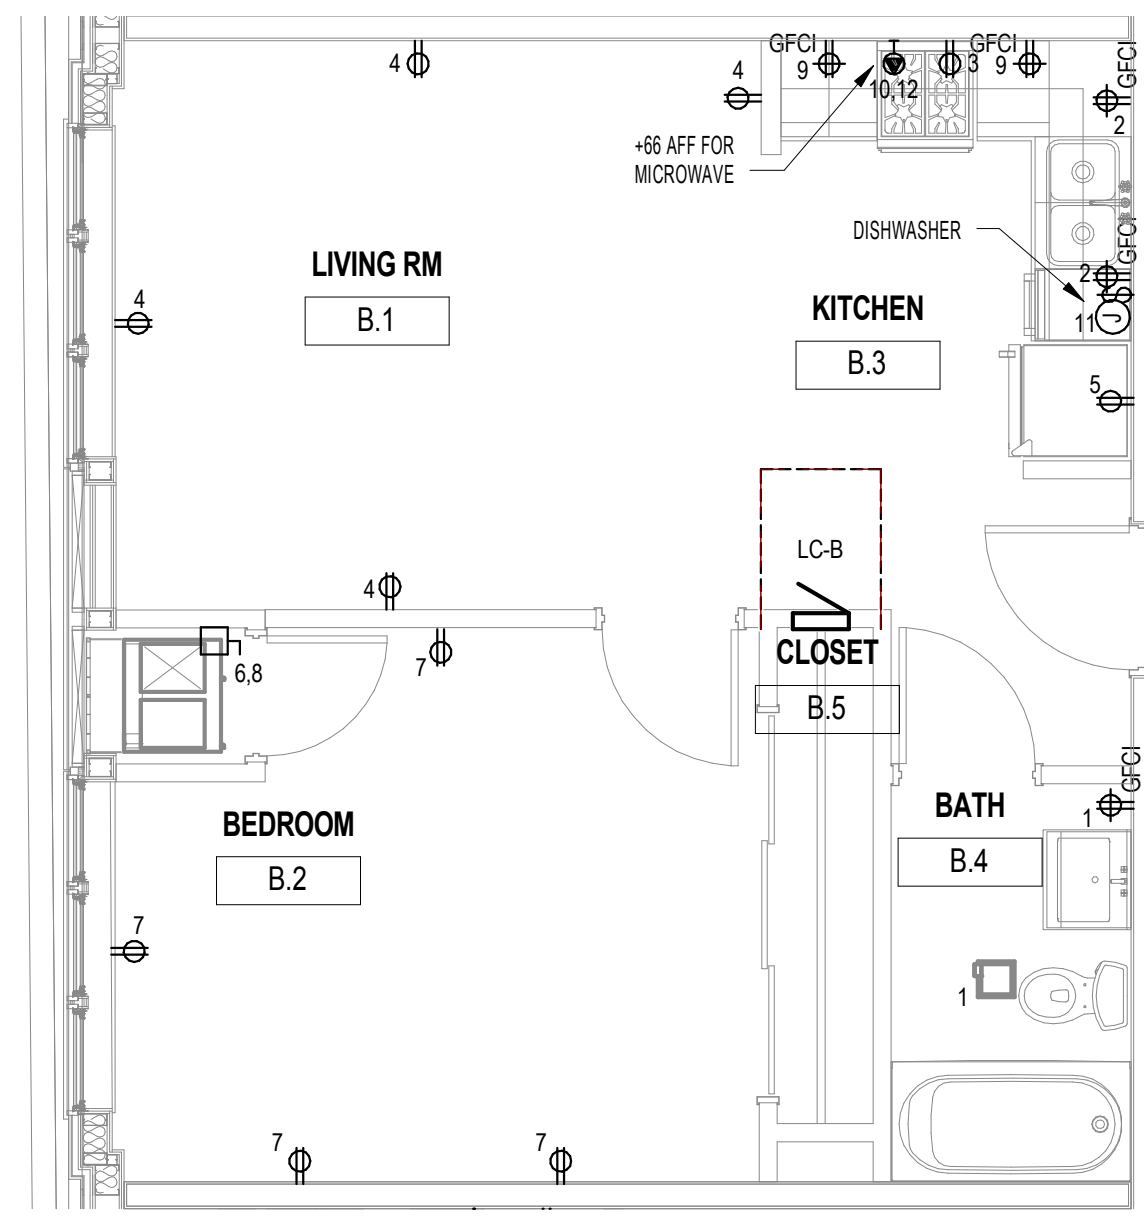 GFCI
GFCI
GFCI
4
9
3
9
4
10,12
2
+66 AFF FOR
MICROWAVE
DISHWASHER
GFCI
LIVING RM
B.1
4
2
S
J
11
KITCHEN
B.3
5
LC-B
4
7
6,8
CLOSET
B.5
GFCI
1
BEDROOM
B.2
BATH
B.4
7
1
7
7